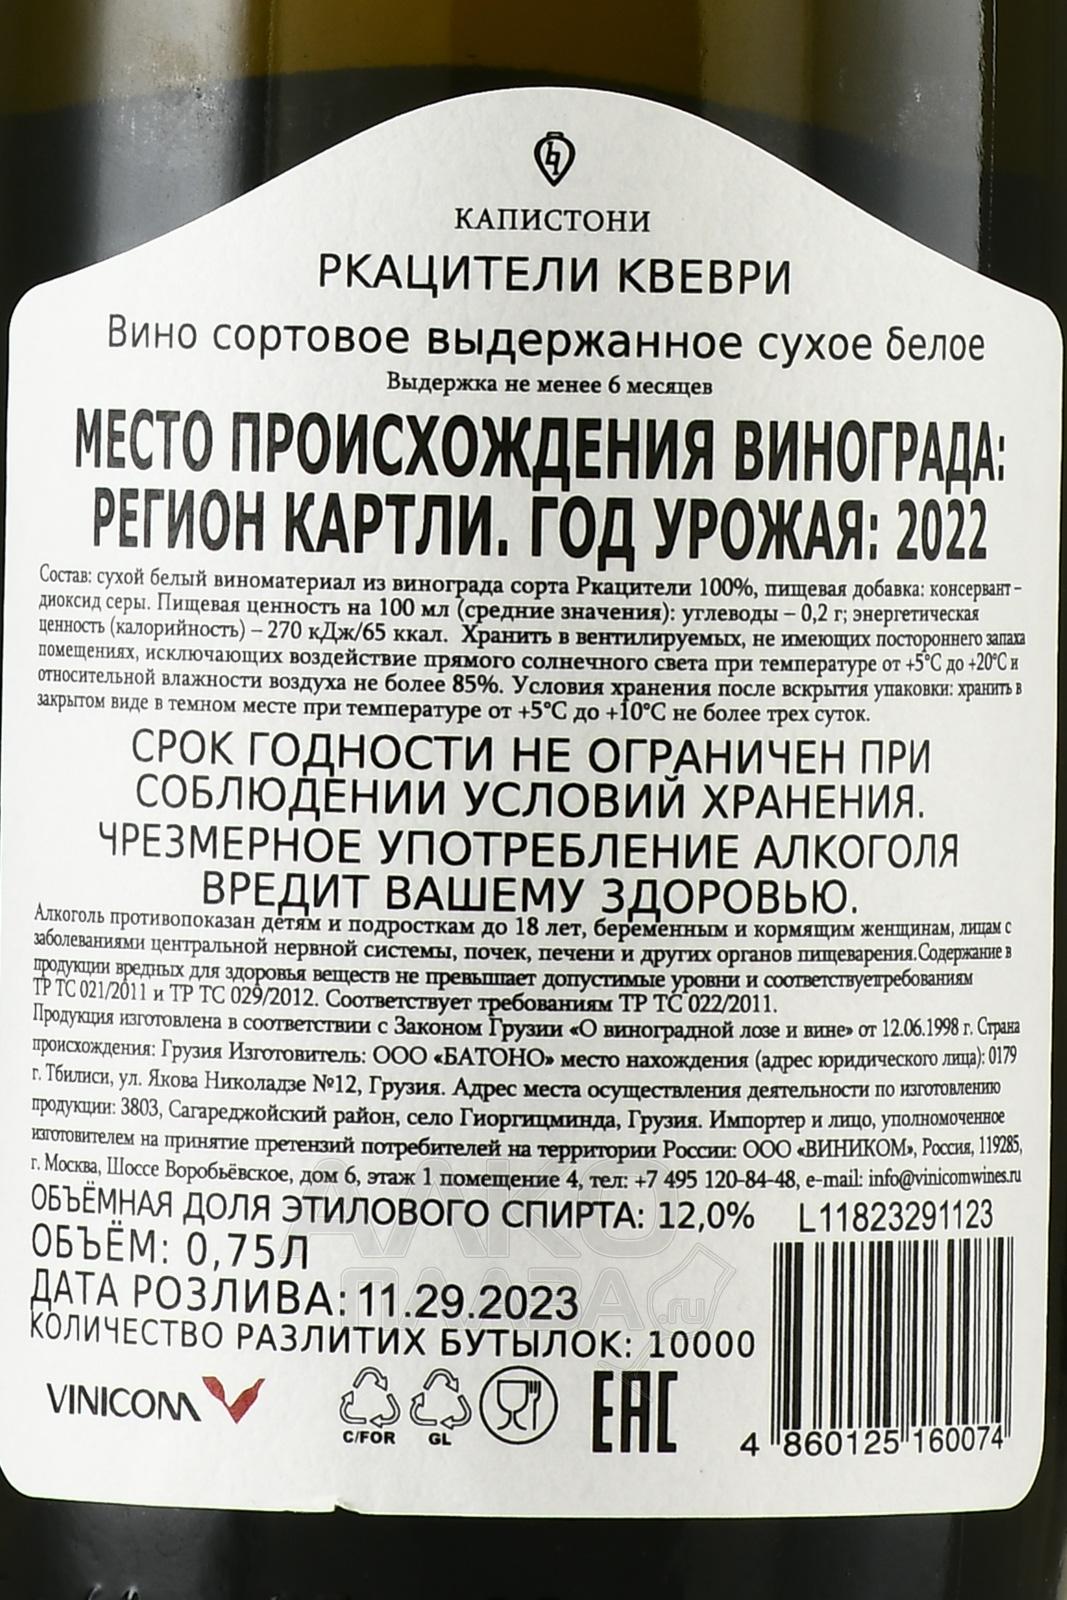 КАПИСТОНИ
РКАЦИТЕЛИ КВЕВРИ
Вино сортовое выдержанное сухое белое
Выдержка не менее 6 месяцев
МЕСТО ПРОИСХОЖДЕНИЯ ВИНОГРАДА:
РЕГИОН КАРТЛИ. ГОД УРОЖАЯ: 2022
Состав: сухой белый виноматериал из винограда сорта Ркацители 100%, пищевая добавка: консервант –
диоксид серы. Пищевая ценность на 100 мл (средние значения): углеводы – 0,2 г; энергетическая
ценность (калорийность) – 270 кДж/65 ккал. Хранить в вентилируемых, не имеющих постороннего запаха
помещениях, исключающих воздействие прямого солнечного света при температуре от +5°С до +20°С и
относительной влажности воздуха не более 85%. Условия хранения после вскрытия упаковки: хранить в
закрытом виде в темном месте при температуре от +5°С до +10°С не более трех суток.
СРОК ГОДНОСТИ НЕ ОГРАНИЧЕН ПРИ
СОБЛЮДЕНИИ УСЛОВИЙ ХРАНЕНИЯ.
ЧРЕЗМЕРНОЕ УПОТРЕБЛЕНИЕ АЛКОГОЛЯ
ВРЕДИТ ВАШЕМУ ЗДОРОВЬЮ.
Алкоголь противопоказан детям и подросткам до 18 лет, беременным и кормящим женщинам, лицам с
заболеваниями центральной нервной системы, почек, печени и других органов пищеварения.Содержание в
продукции вредных для здоровья веществ не превышает допустимые уровни и соответствуетребованиям
ТР ТС 021/2011 и ТР ТС 029/2012. Соответствует требованиям ТР ТС 022/2011.
Продукция изготовлена в соответствии с Законом Грузии «О виноградной лозе и вине» от 12.06.1998 г. Страна
происхождения: Грузия Изготовитель: ООО «БАТОНО» место нахождения (адрес юридического лица): 0179
г. Тбилиси, ул. Якова Николадзе №12, Грузия. Адрес места осуществления деятельности по изготовлению
продукции: 3803, Сагареджойский район, село Гиоргицминда, Грузия. Импортер и лицо, уполномоченное
изготовителем на принятие претензий потребителей на территории России: ООО «ВИНИКОМ», Россия, 119285,
г. Москва, Шоссе Воробьёвское, дом 6, этаж 1 помещение 4, тел: +7 495 120-84-48, e-mail: info@vinicomwines.ru
ОБЪЁМНАЯ ДОЛЯ ЭТИЛОВОГО СПИРТА: 12,0% L11823291123
ОБЪЁМ: 0,75Л
ДАТА РОЗЛИВА: 11.29.2023
КОЛИЧЕСТВО РАЗЛИТИХ БУТЫЛОК: 10000
VINICOM
C/FOR GL EAC
4 860125 160074
АЛКО
ПЛАЗА
.ru